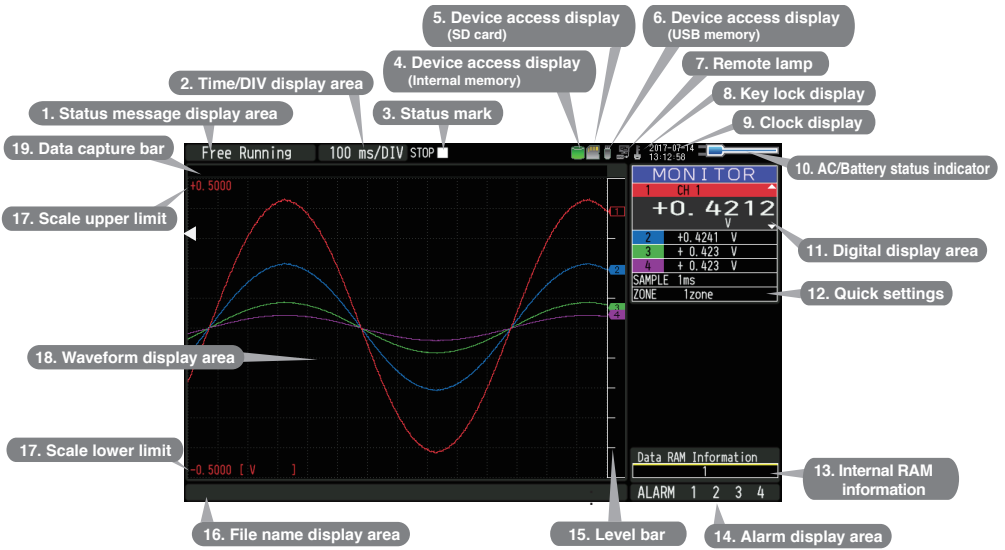 5. Device access display
(SD card)
6. Device access display
(USB memory)
4. Device access display
(Internal memory)
7. Remote lamp
2. Time/DIV display area
8. Key lock display
1. Status message display area
3. Status mark
9. Clock display
19. Data capture bar
Free Running
100 ms/DIV
STOP
2017-07-14
13:12:58
10. AC/Battery status indicator
MONITOR
17. Scale upper limit
+0.5000
1 CH 1
+0.4212
V
1
11. Digital display area
2 +0.4241 V
3 + 0.423 V
4 + 0.423 V
2
SAMPLE 1ms
ZONE 1zone
12. Quick settings
3
4
18. Waveform display area
17. Scale lower limit
-0.5000 [ V ]
Data RAM Information
1
13. Internal RAM
information
ALARM 1 2 3 4
16. File name display area
15. Level bar
14. Alarm display area